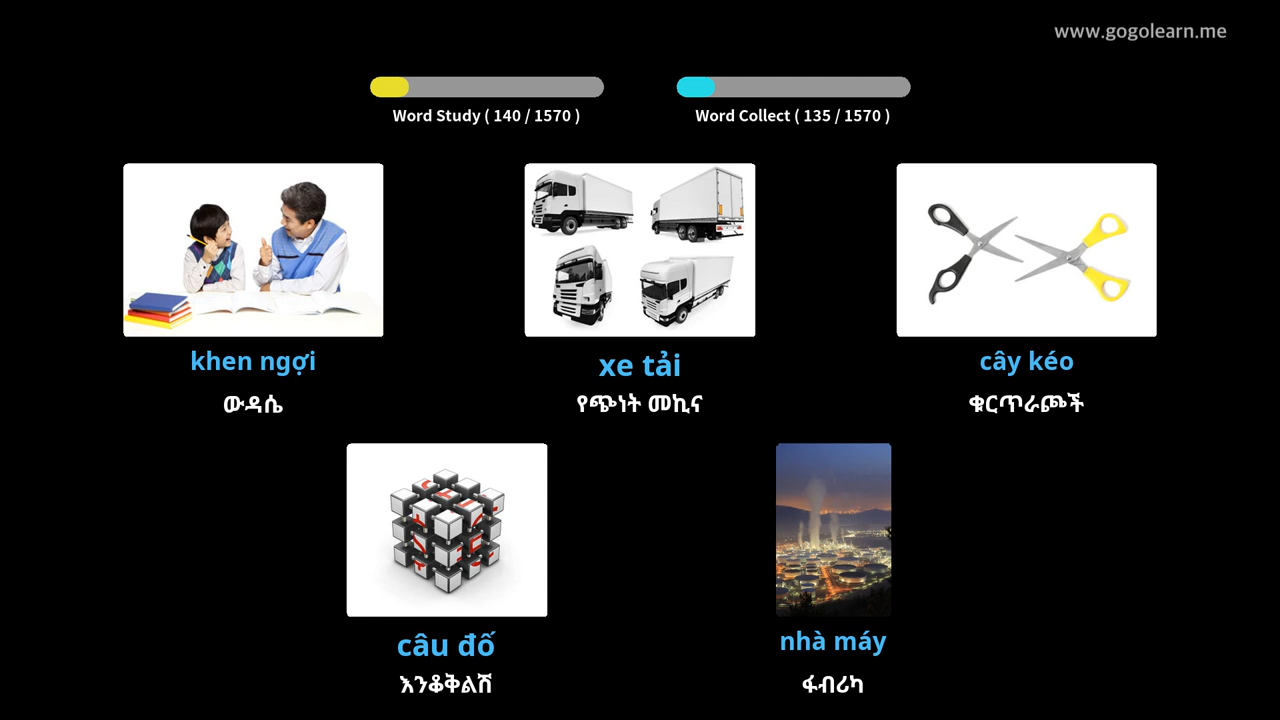 www.gogolearn.me
Word Study ( 140 / 1570 )
Word Collect ( 135 / 1570 )
khen ngợi
xe tải
cây kéo
ውዳሴ
የጭነት መኪና
ቁርጥራጮች
câu đố
nhà máy
እንቆቅልሽ
ፋብሪካ